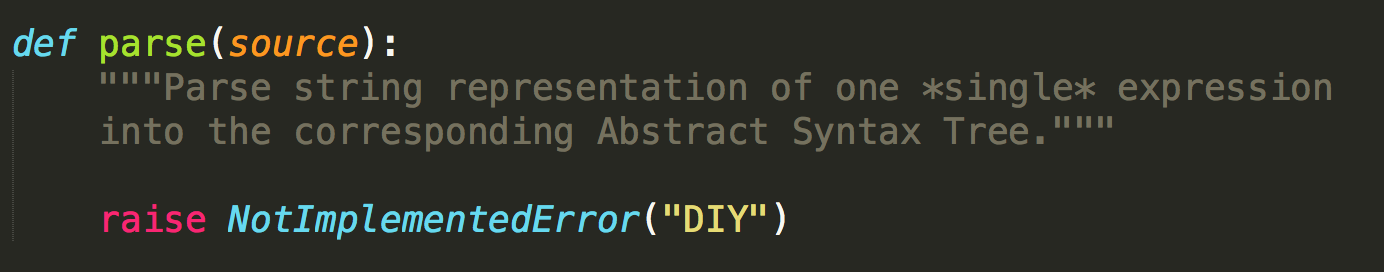 def parse(source):
"""Parse string representation of one *single* expression
into the corresponding Abstract Syntax Tree."""
raise NotImplementedError("DIY")